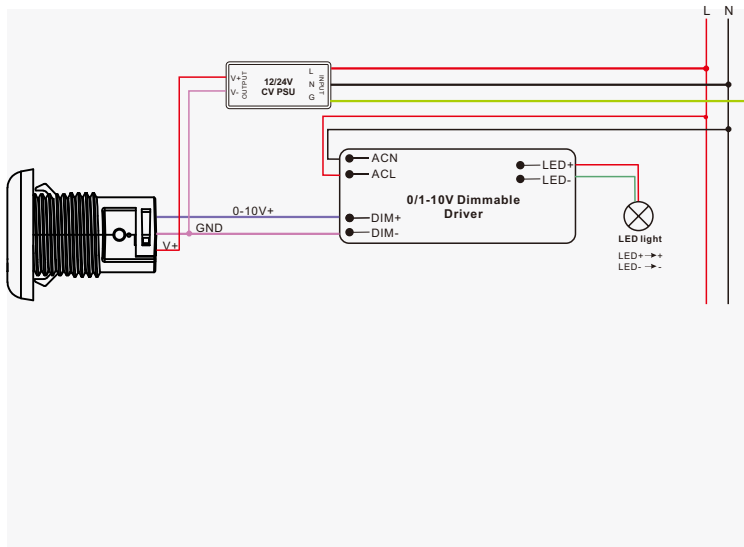 L N
V+
V-
OUTPUT
12/24V
CV PSU
L
N
G
INPUT
ACN
ACL
LED+
LED-
0/1-10V Dimmable
Driver
0-10V+
DIM+
GND
DIM-
V+
LED light
LED+ → +
LED- → -